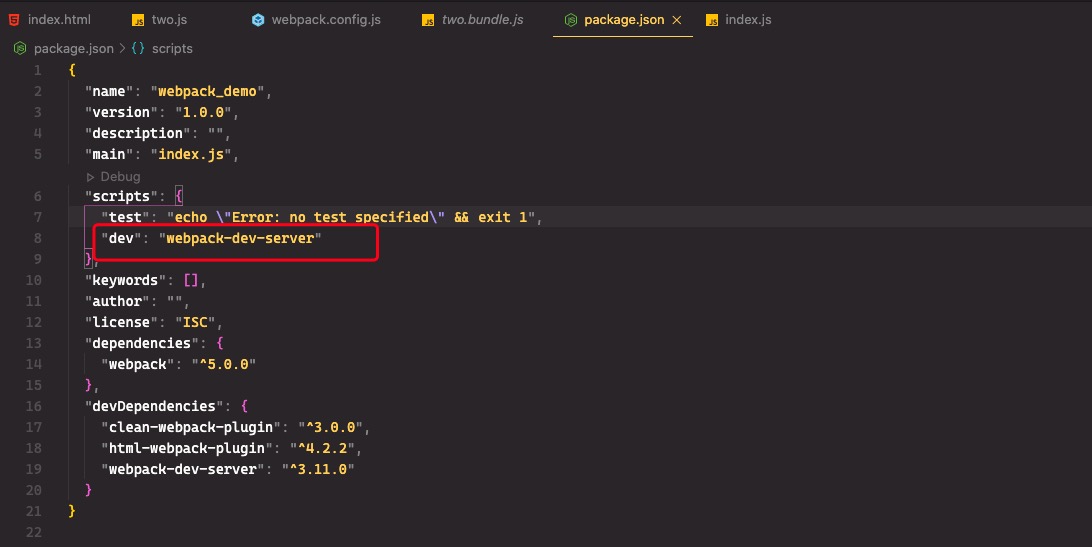 index.html two.js webpack.config.js two.bundle.js package.json index.js
package.json > {} scripts
1 {
2 "name": "webpack_demo",
3 "version": "1.0.0",
4 "description": "",
5 "main": "index.js",
Debug
6 "scripts": {
7 "test": "echo \"Error: no test specified\" && exit 1",
8 "dev": "webpack-dev-server"
9 },
10 "keywords": [],
11 "author": "",
12 "license": "ISC",
13 "dependencies": {
14 "webpack": "^5.0.0"
15 },
16 "devDependencies": {
17 "clean-webpack-plugin": "^3.0.0",
18 "html-webpack-plugin": "^4.2.2",
19 "webpack-dev-server": "^3.11.0"
20 }
21 }
22